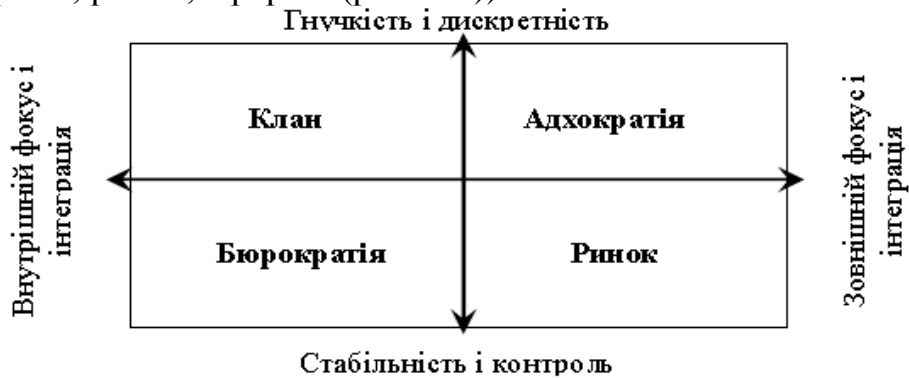 Гнучкість і дискретність
Внутрішній фокус і
інтеграція
Клан
Адхократія
Бюрократія
Ринок
Зовнішній фокус і
інтеграція
Стабільність і контроль